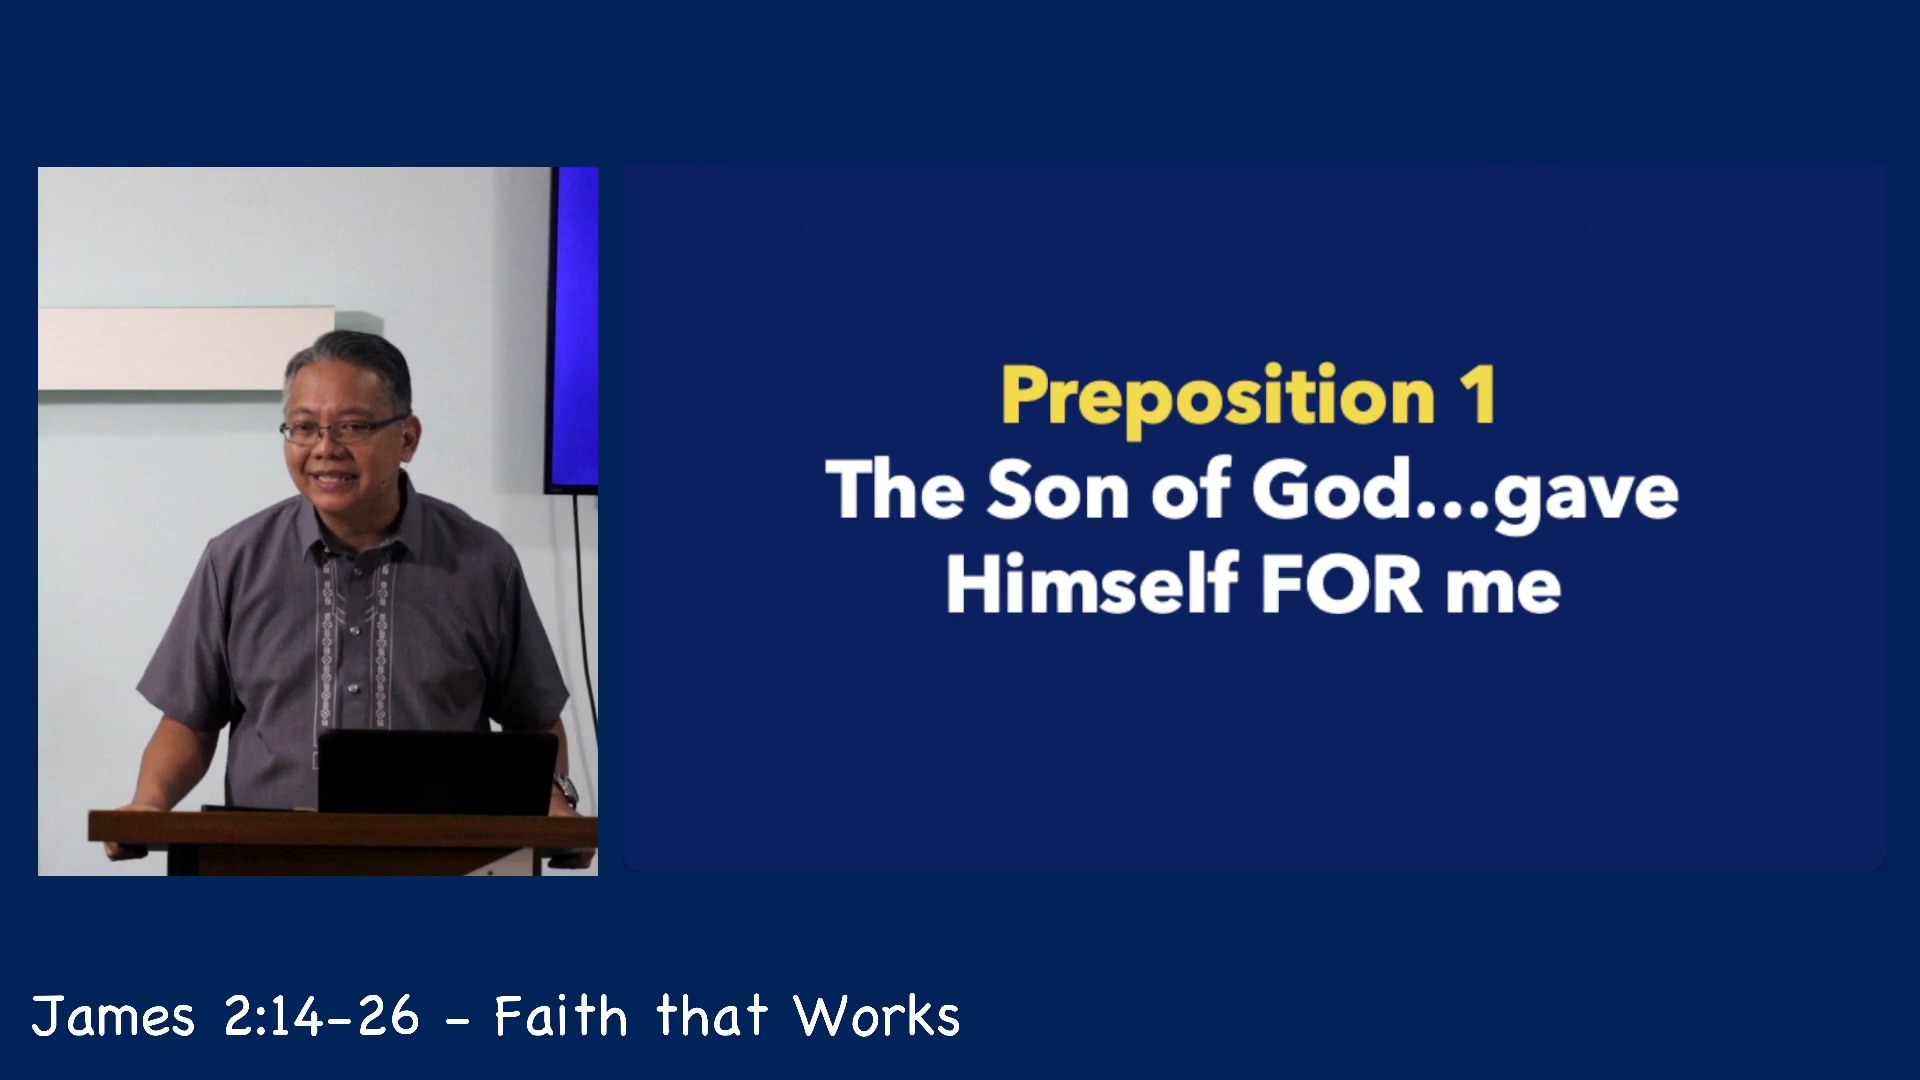 Preposition 1
The Son of God...gave
Himself FOR me
James 2:14-26 - Faith that Works